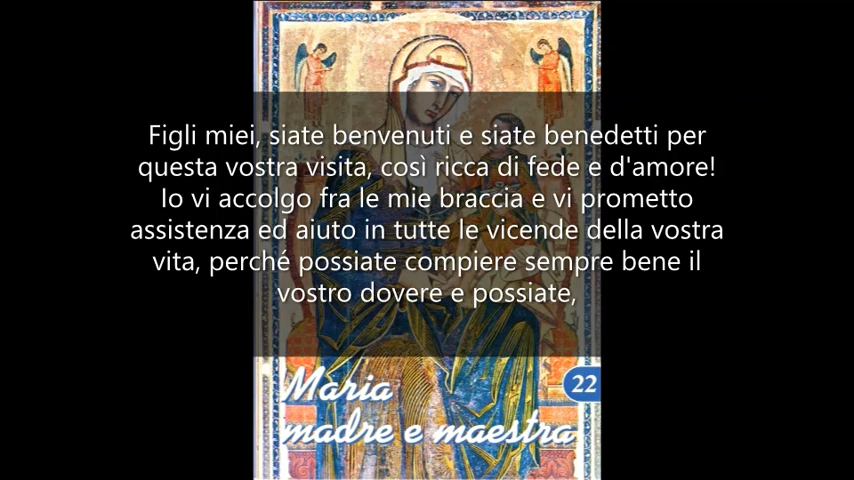 Figli miei, siate benvenuti e siate benedetti per
questa vostra visita, così ricca di fede e d'amore!
Io vi accolgo fra le mie braccia e vi prometto
assistenza ed aiuto in tutte le vicende della vostra
vita, perché possiate compiere sempre bene il
vostro dovere e possiate,
Maria
22
madre e maestra